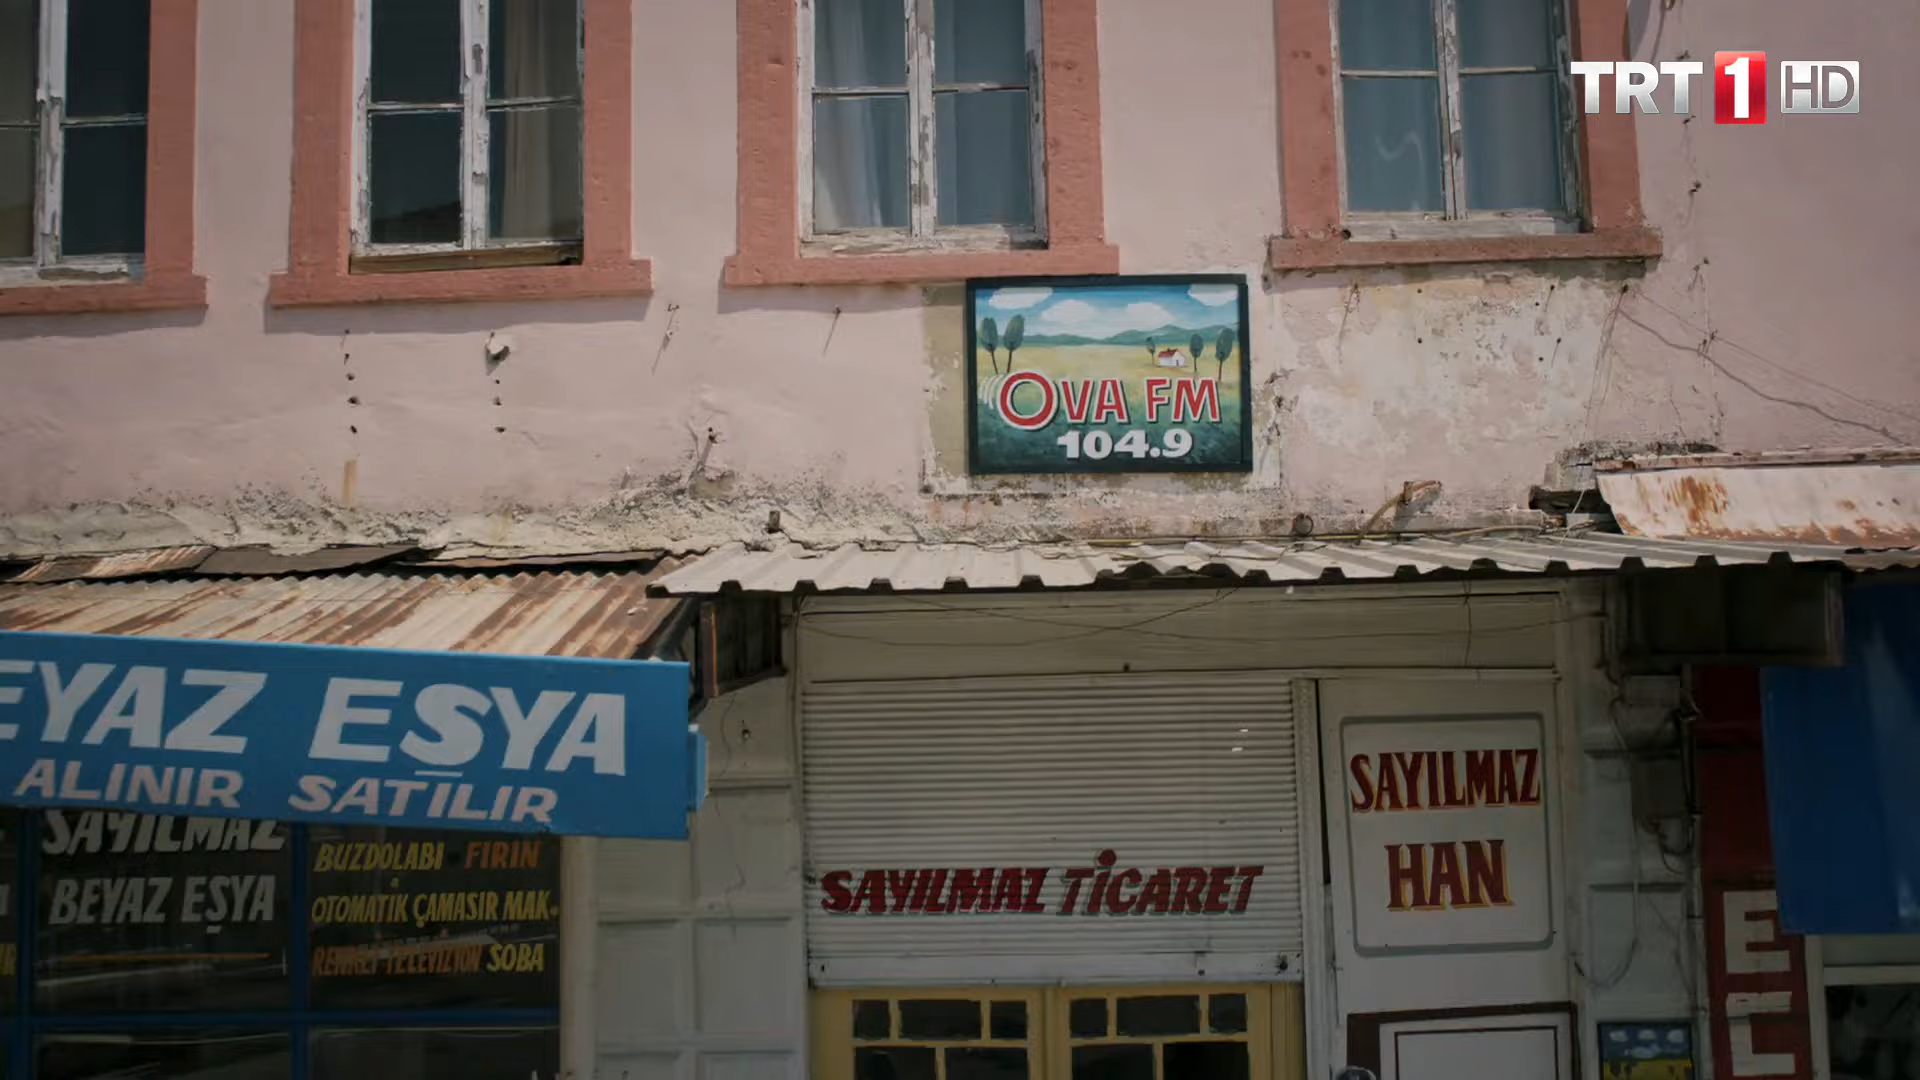 TRT 1 HD
OVA FM
104.9
EYAZ EŞYA
ALINIR SATILIR
SAYILMAZ
BEYAZ EŞYA
BUZDOLABI FIRIN
OTOMATİK ÇAMAŞIR MAK.
RENKLİ TELEVİZYON SOBA
SAYILMAZ TİCARET
SAYILMAZ
HAN